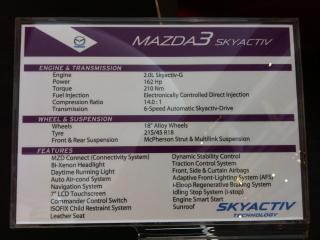 mazda
MAZDA3 SKYACTIV
ENGINE & TRANSMISSION
Engine 2.0L Skyactiv-G
Power 162 Hp
Torque 210 Nm
Fuel Injection Electronically Controlled Direct Injection
Compression Ratio 14.0 : 1
Transmission 6-Speed Automatic Skyactiv-Drive
WHEEL & SUSPENSION
Wheels 18" Alloy Wheels
Tyre 215/45 R18
Front & Rear Suspension McPherson Strut & Multilink Suspension
FEATURES
MZD Connect (Connectivity System) Dynamic Stability Control
Bi-Xenon Headlight Traction Control System
Daytime Running Light Front, Side & Curtain Airbags
Auto Air-cond System Adaptive Front-Lighting System (AFS)
Navigation System i-Eloop Regenerative Braking System
7" LCD Touchscreen Idling Stop System (i-stop)
Commander Control Switch Engine Smart Start
ISOFIX Child Restraint System Sunroof
Leather Seat
SKYACTIV
TECHNOLOGY